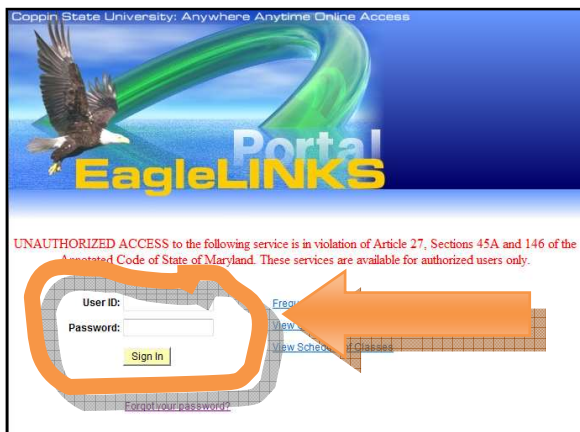 Coppin State University: Anywhere Anytime Online Access
Portal
EagleLINKS
UNAUTHORIZED ACCESS to the following service is in violation of Article 27, Sections 45A and 146 of the
Annotated Code of State of Maryland. These services are available for authorized users only.
User ID:
Password:
View
View Schedule of Classes
Sign In
Forgot your password?